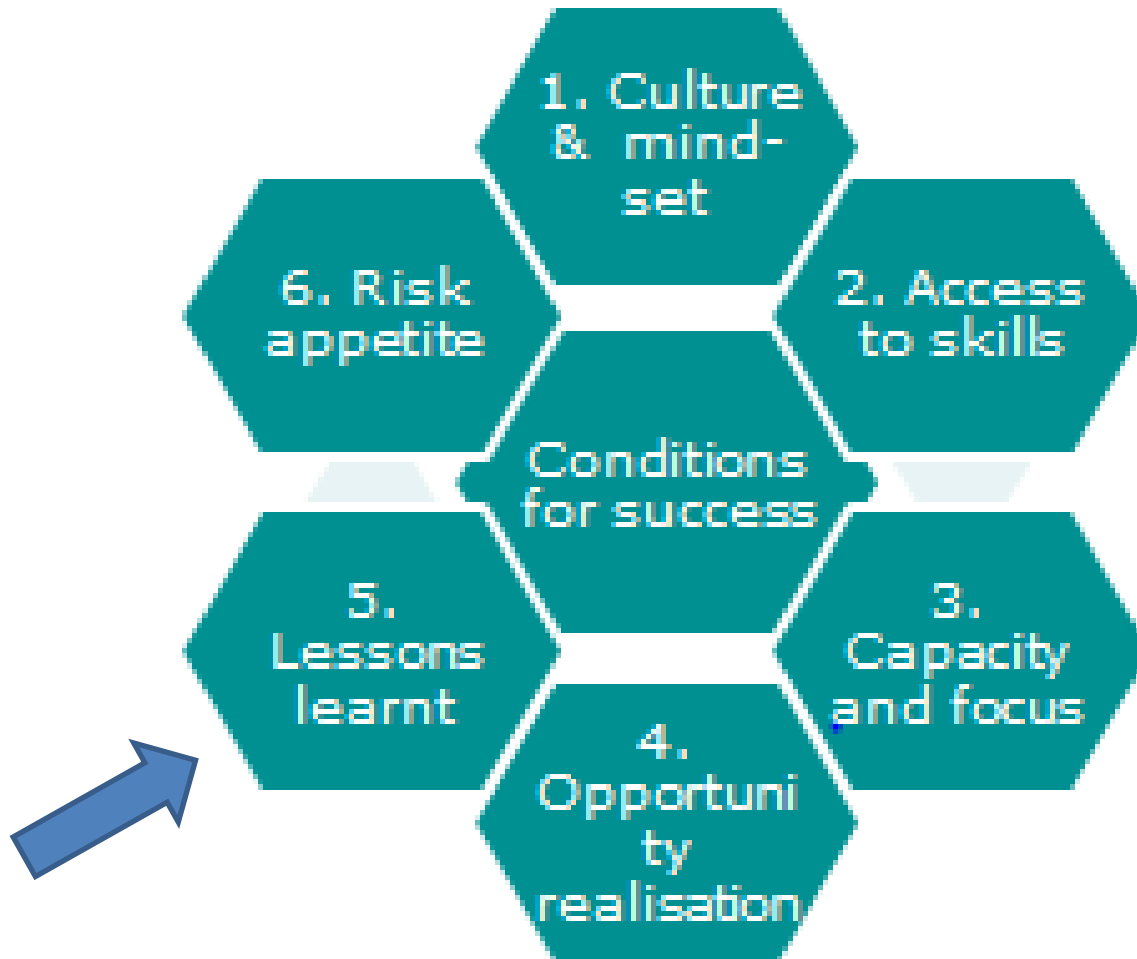 1. Culture
& mind-
set
2. Access
to skills
3.
Capacity
and focus
4.
Opportuni
ty
realisation
5.
Lessons
learnt
6. Risk
appetite
Conditions
for success